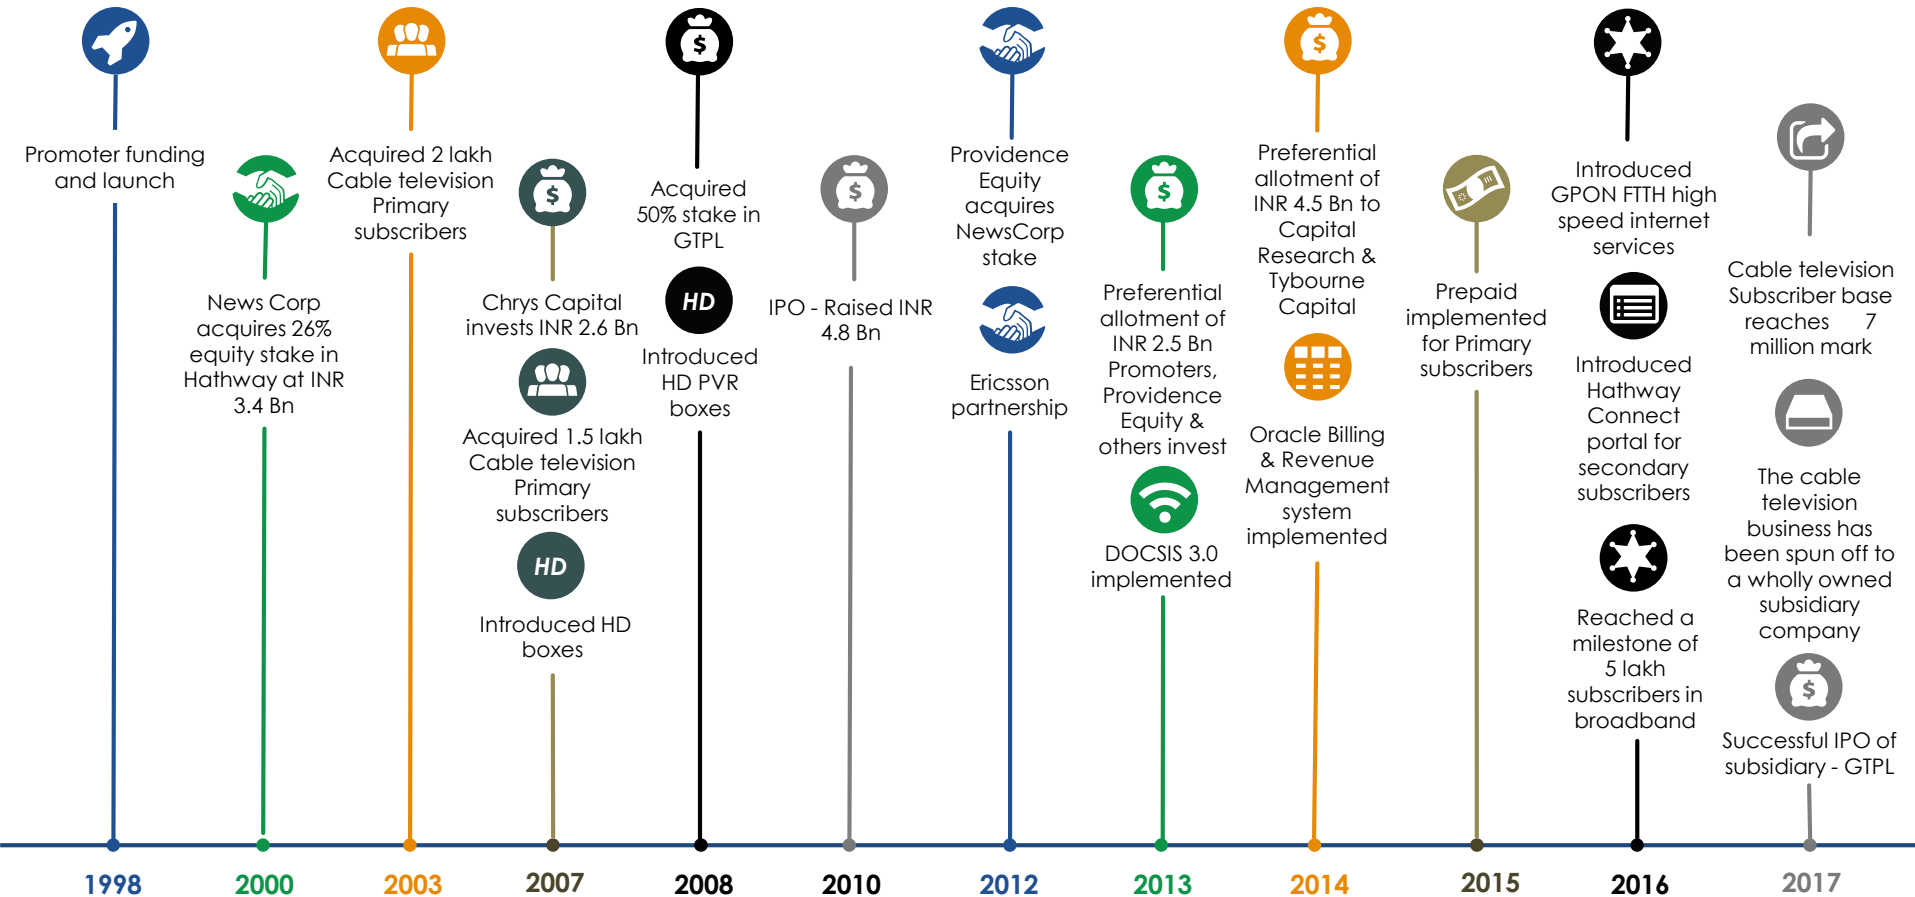 Promoter funding
and launch
1998
News Corp
acquires 26%
equity stake in
Hathway at INR
3.4 Bn
2000
Acquired 2 lakh
Cable television
Primary
subscribers
2003
$
Chrys Capital
invests INR 2.6 Bn
Acquired 1.5 lakh
Cable television
Primary
subscribers
HD
Introduced HD
boxes
2007
$
Acquired
50% stake in
GTPL
HD
Introduced
HD PVR
boxes
2008
$
IPO - Raised INR
4.8 Bn
2010
Providence
Equity
acquires
NewsCorp
stake
Ericsson
partnership
2012
$
Preferential
allotment of
INR 2.5 Bn
Promoters,
Providence
Equity &
others invest
DOCSIS 3.0
implemented
2013
$
Preferential
allotment of
INR 4.5 Bn to
Capital
Research &
Tybourne
Capital
Oracle Billing
& Revenue
Management
system
implemented
2014
Prepaid
implemented
for Primary
subscribers
2015
Introduced
GPON FTTH high
speed internet
services
Introduced
Hathway
Connect
portal for
secondary
subscribers
Reached a
milestone of
5 lakh
subscribers in
broadband
2016
Cable television
Subscriber base
reaches 7
million mark
The cable
television
business has
been spun off to
a wholly owned
subsidiary
company
$
Successful IPO of
subsidiary - GTPL
2017